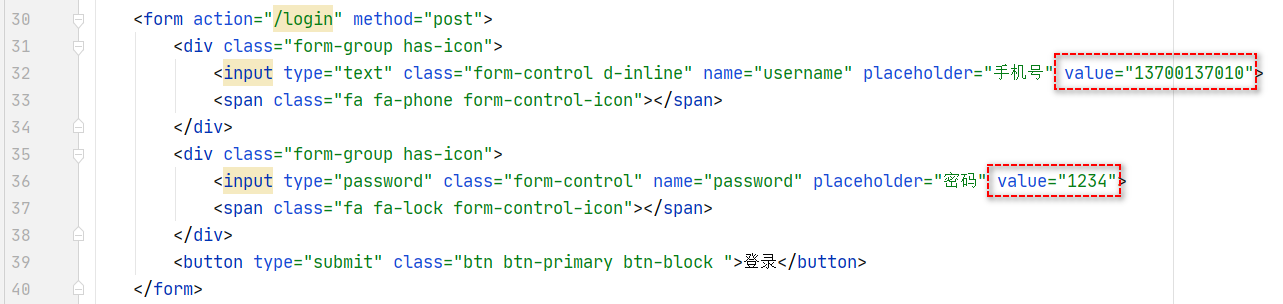 30 <form action="/login" method="post">
31 <div class="form-group has-icon">
32 <input type="text" class="form-control d-inline" name="username" placeholder="手机号" value="13700137010">
33 <span class="fa fa-phone form-control-icon"></span>
34 </div>
35 <div class="form-group has-icon">
36 <input type="password" class="form-control" name="password" placeholder="密码" value="1234">
37 <span class="fa fa-lock form-control-icon"></span>
38 </div>
39 <button type="submit" class="btn btn-primary btn-block ">登录</button>
40 </form>